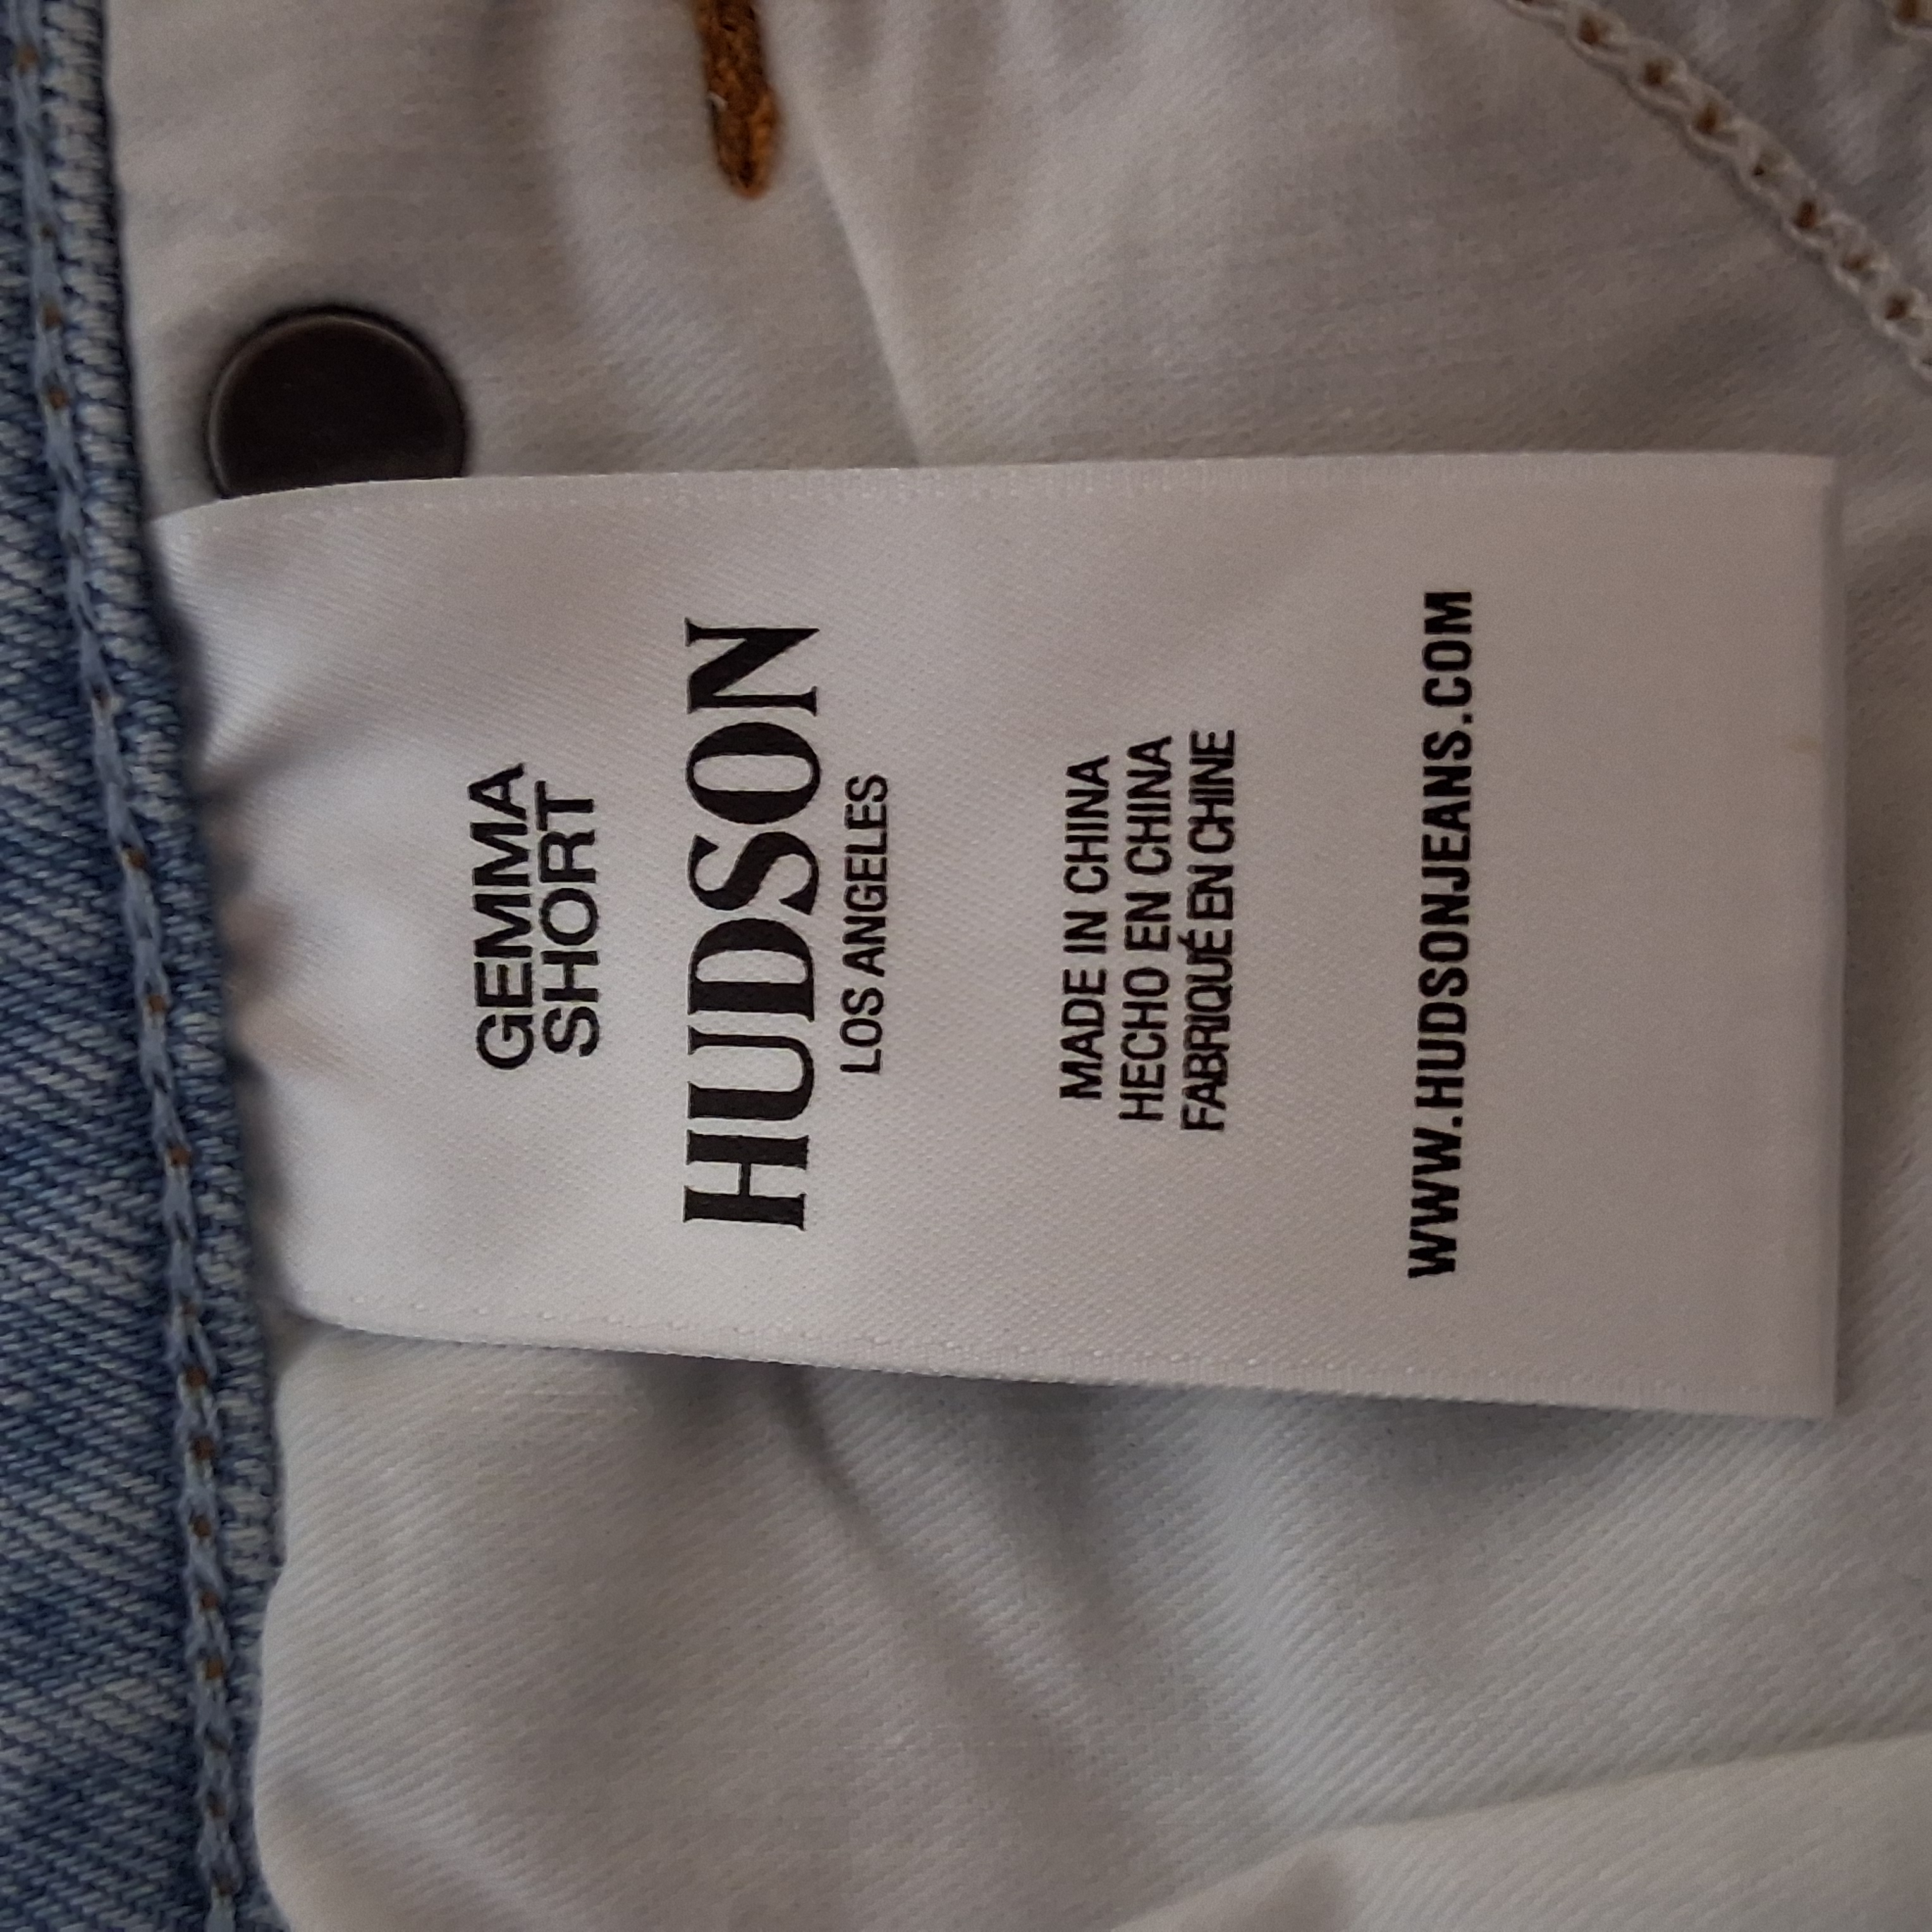 GEMMA
SHORT
HUDSON
LOS ANGELES
MADE IN CHINA
HECHO EN CHINA
FABRIQUÉ EN CHINE
WWW.HUDSONJEANS.COM